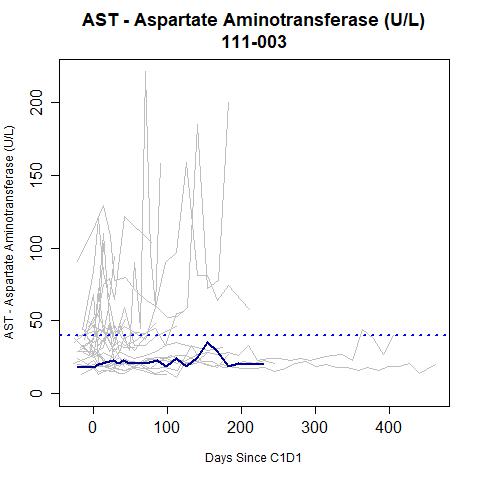 AST - Aspartate Aminotransferase (U/L)
111-003
AST - Aspartate Aminotransferase (U/L)
200
150
100
50
0
0 100 200 300 400
Days Since C1D1